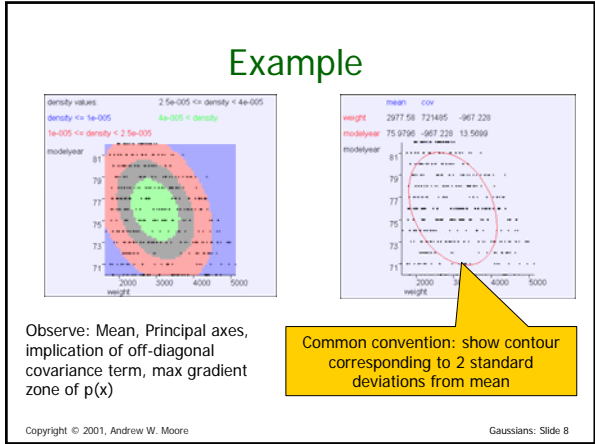 Example
density values: 2.5e-005 <= density < 4e-005
density <= 1e-005 4e-005 < density
1e-005 <= density < 2.5e-005
modelyear
81
79
77
75
73
71
2000 3000 4000 5000
weight
mean cov
weight 2977.58 721485 -967.228
modelyear 75.9796 -967.228 13.5699
modelyear
81
79
77
75
73
71
2000 4000 5000
weight
Observe: Mean, Principal axes,
implication of off-diagonal
covariance term, max gradient
zone of p(x)
Common convention: show contour
corresponding to 2 standard
deviations from mean
Copyright © 2001, Andrew W. Moore
Gaussians: Slide 8